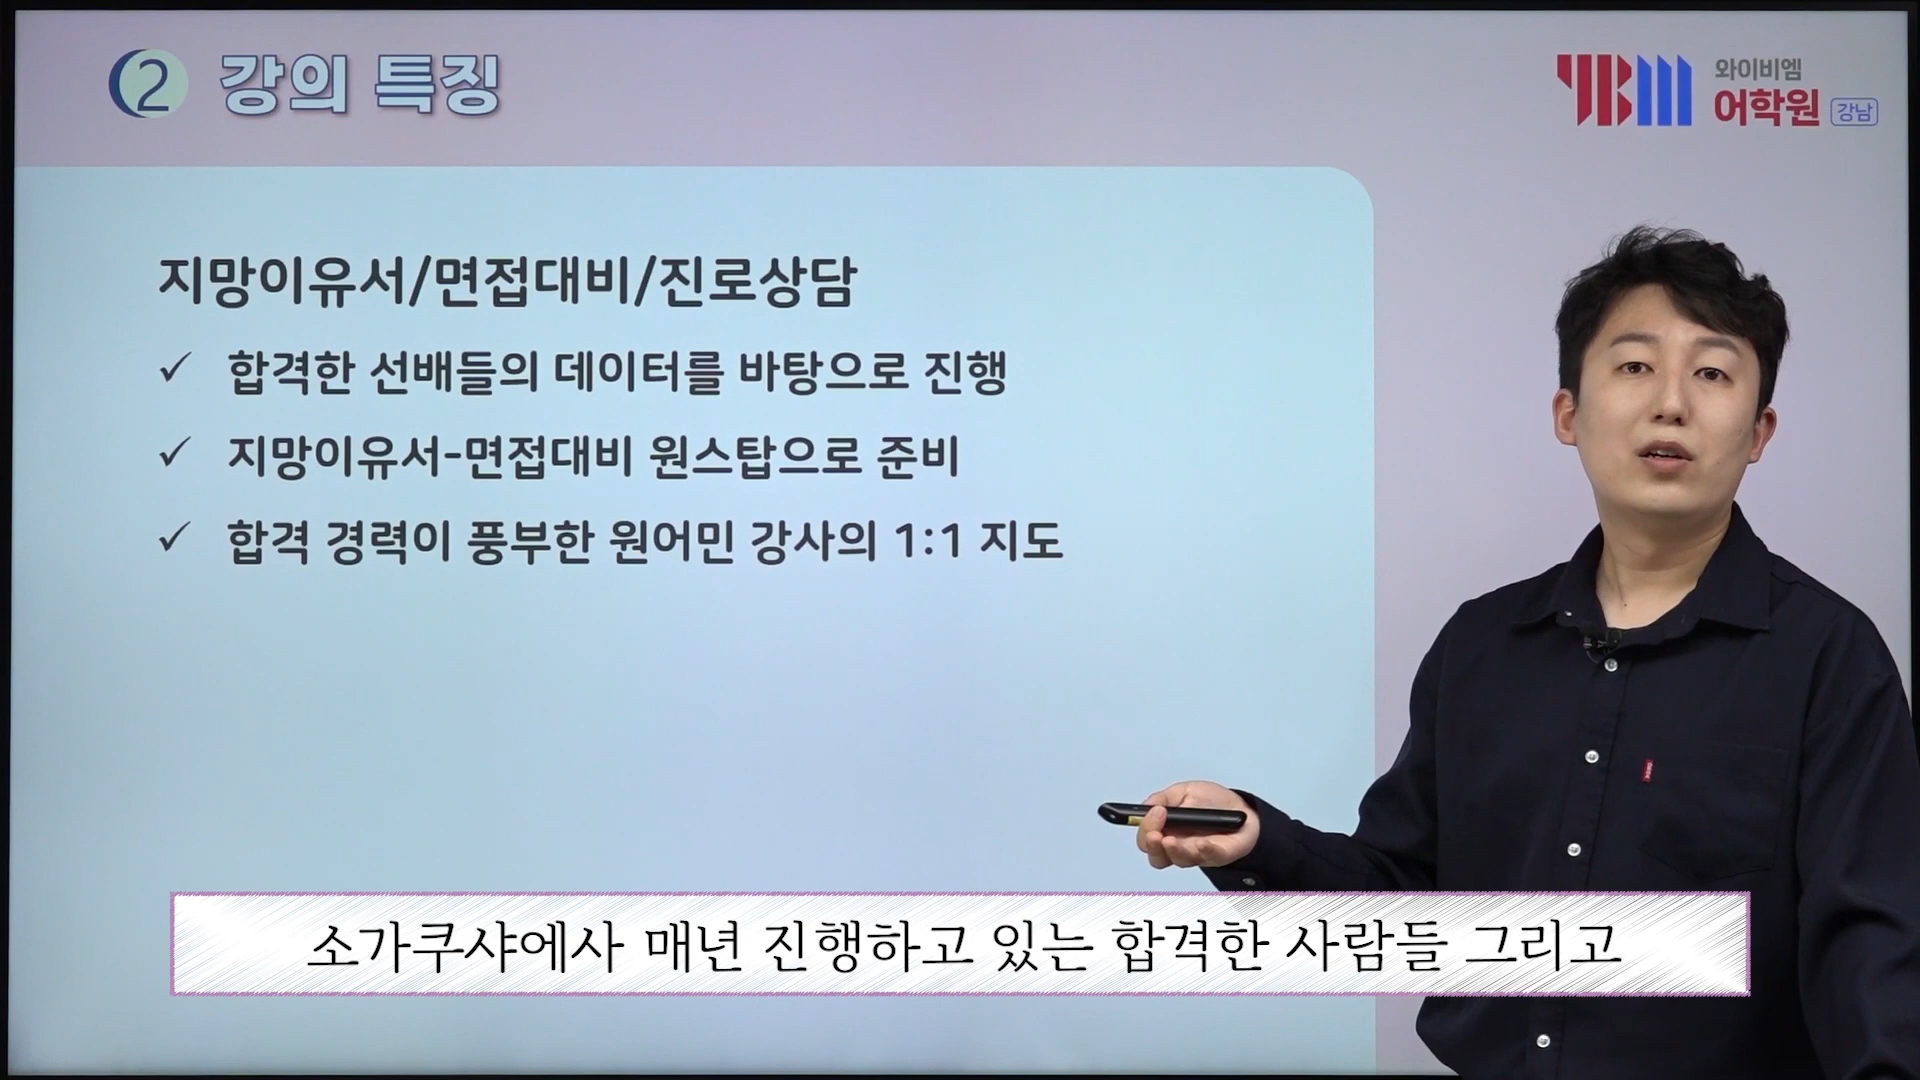 2 강의 특징
YBM 와이비엠
어학원 강남
지망이유서/면접대비/진로상담
✓ 합격한 선배들의 데이터를 바탕으로 진행
✓ 지망이유서-면접대비 원스탑으로 준비
✓ 합격 경력이 풍부한 원어민 강사의 1:1 지도
소가쿠샤에사 매년 진행하고 있는 합격한 사람들 그리고